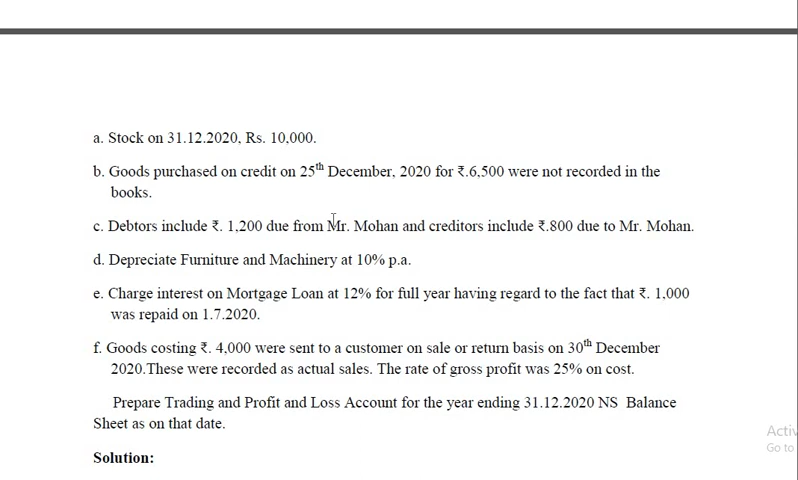 a. Stock on 31.12.2020, Rs. 10,000.
b. Goods purchased on credit on 25th December, 2020 for ₹.6,500 were not recorded in the
books.
c. Debtors include ₹. 1,200 due from Mr. Mohan and creditors include ₹.800 due to Mr. Mohan.
d. Depreciate Furniture and Machinery at 10% p.a.
e. Charge interest on Mortgage Loan at 12% for full year having regard to the fact that ₹. 1,000
was repaid on 1.7.2020.
f. Goods costing ₹. 4,000 were sent to a customer on sale or return basis on 30th December
2020.These were recorded as actual sales. The rate of gross profit was 25% on cost.
Prepare Trading and Profit and Loss Account for the year ending 31.12.2020 NS Balance
Sheet as on that date.
Activ
Go to
Solution: